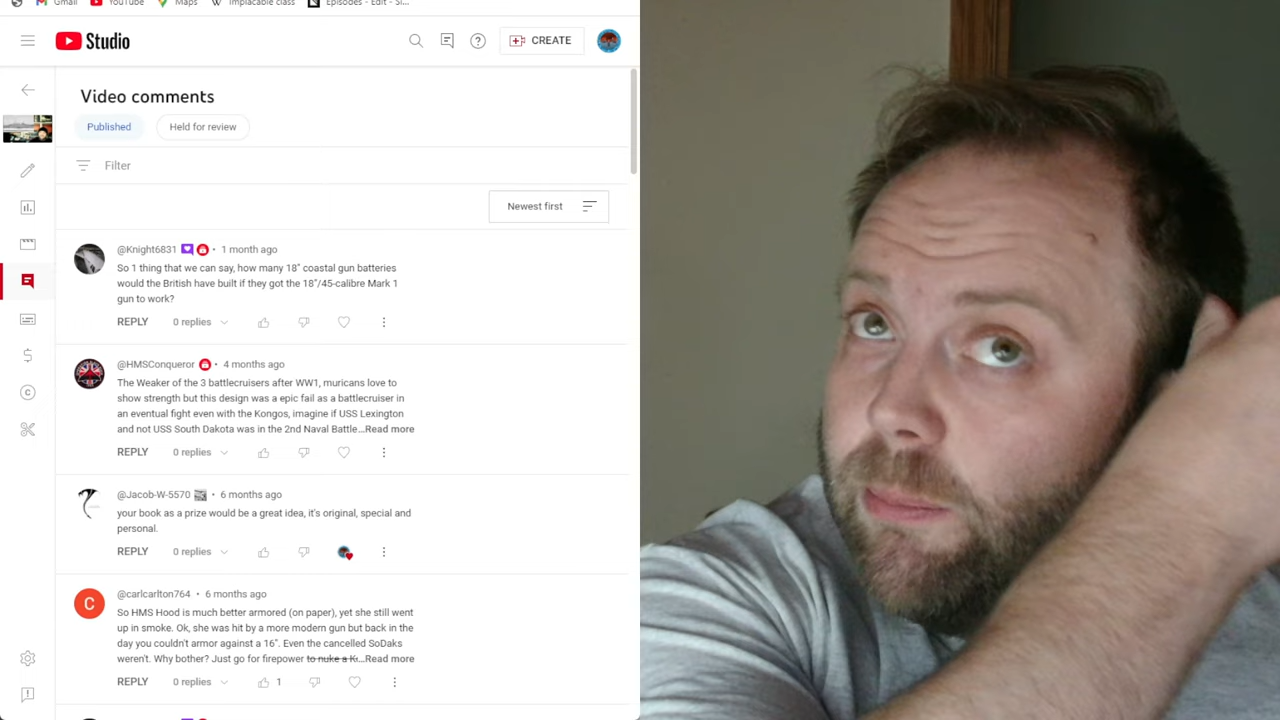 Gmail YouTube Maps Implacable class Episodes - Edit - Si...
Studio
CREATE
Video comments
Published Held for review
Filter
Newest first
@Knight6831 • 1 month ago
So 1 thing that we can say, how many 18" coastal gun batteries
would the British have built if they got the 18"/45-calibre Mark 1
gun to work?
REPLY 0 replies
@HMSConqueror • 4 months ago
The Weaker of the 3 battlecruisers after WW1, muricans love to
show strength but this design was a epic fail as a battlecruiser in
an eventual fight even with the Kongos, imagine if USS Lexington
and not USS South Dakota was in the 2nd Naval Battle...Read more
REPLY 0 replies
@Jacob-W-5570 • 6 months ago
your book as a prize would be a great idea, it's original, special and
personal.
REPLY 0 replies
C
@carlcarlton764 • 6 months ago
So HMS Hood is much better armored (on paper), yet she still went
up in smoke. Ok, she was hit by a more modern gun but back in the
day you couldn't armor against a 16". Even the cancelled SoDaks
weren't. Why bother? Just go for firepower to nuke a K...Read more
REPLY 0 replies 1